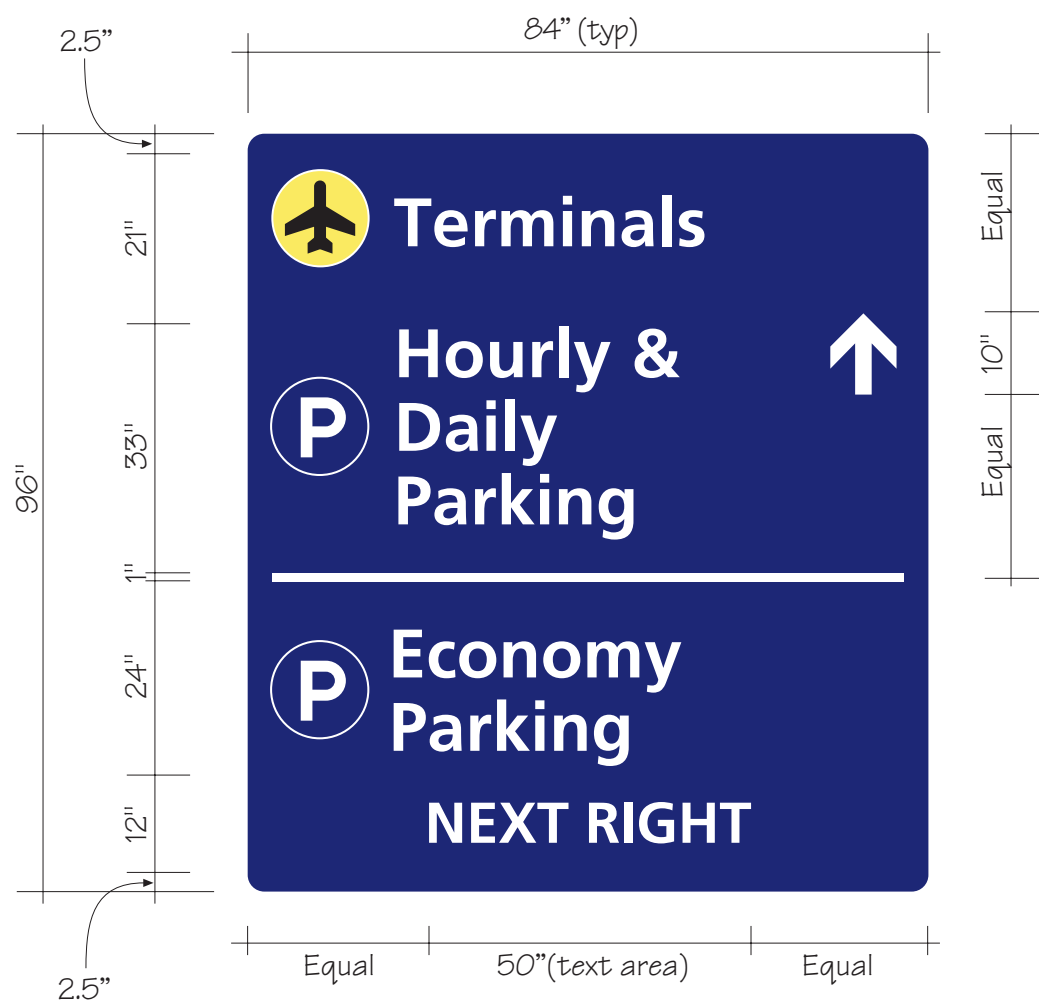 84” (typ)
2.5”
Terminals
21"
Equal
Hourly &
Daily
Parking
10"
P
33"
Equal
96"
1"
Economy
Parking
P
24"
NEXT RIGHT
12"
Equal
50”(text area)
Equal
2.5”